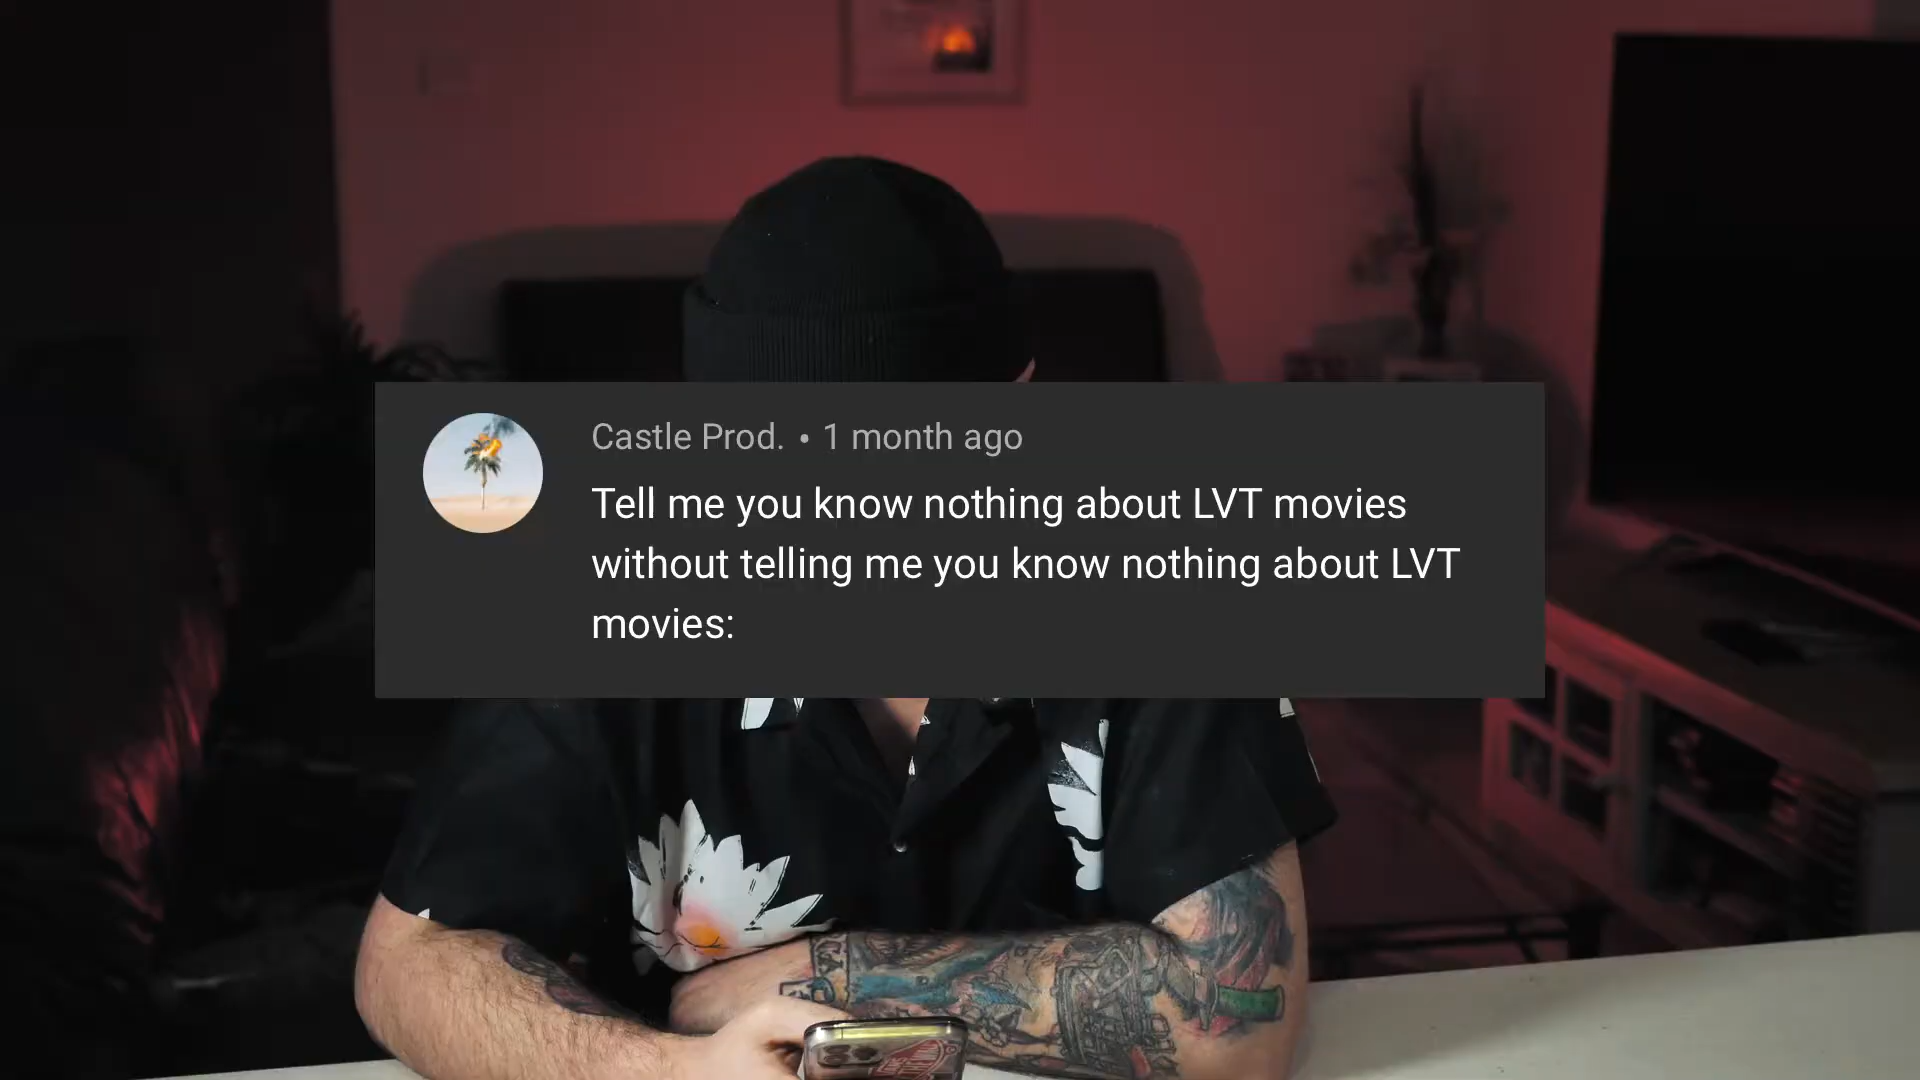 Castle Prod. • 1 month ago
Tell me you know nothing about LVT movies
without telling me you know nothing about LVT
movies: